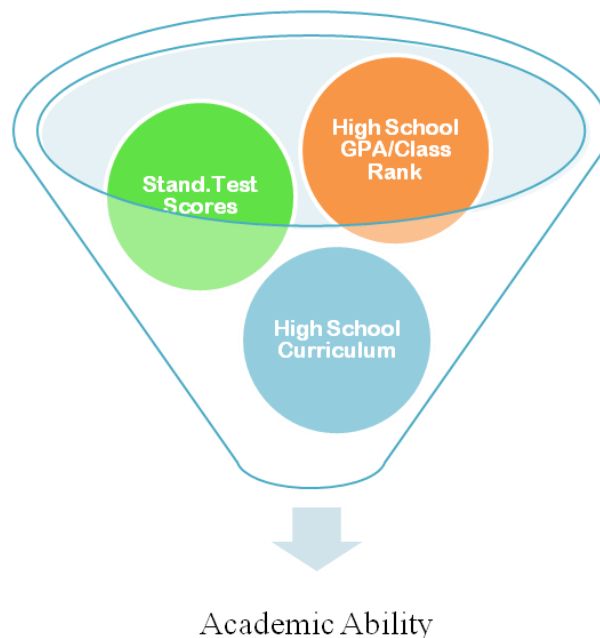 High School
GPA/Class
Rank
Stand.Test
Scores
High School
Curriculum
Academic Ability